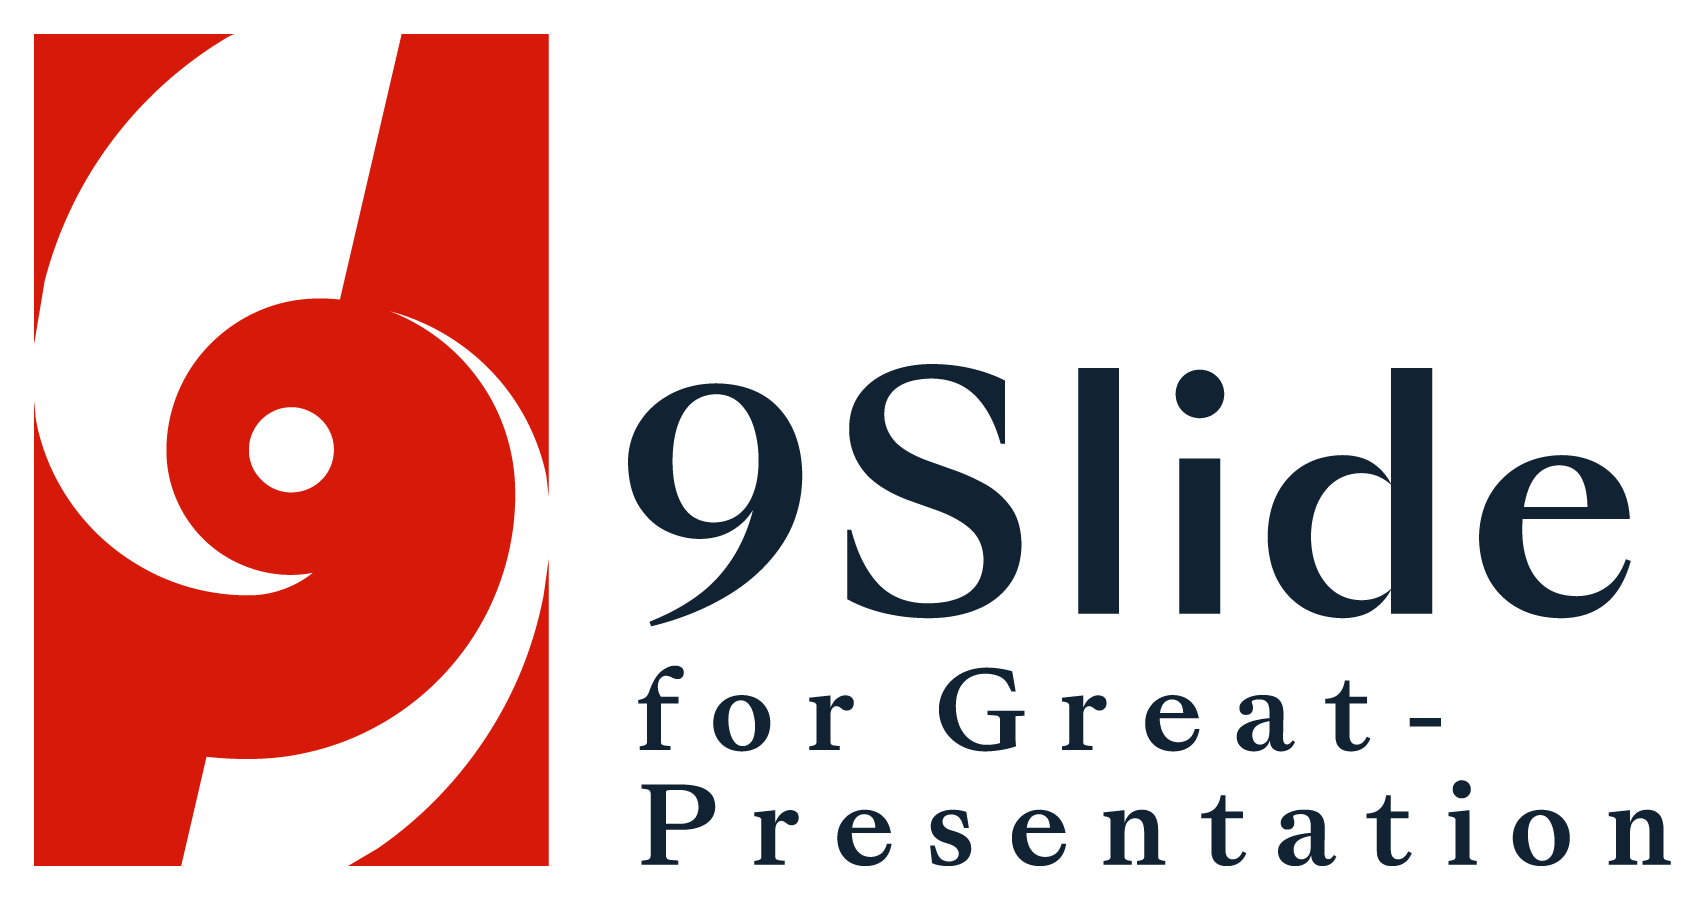 9Slide
for Great-
Presentation